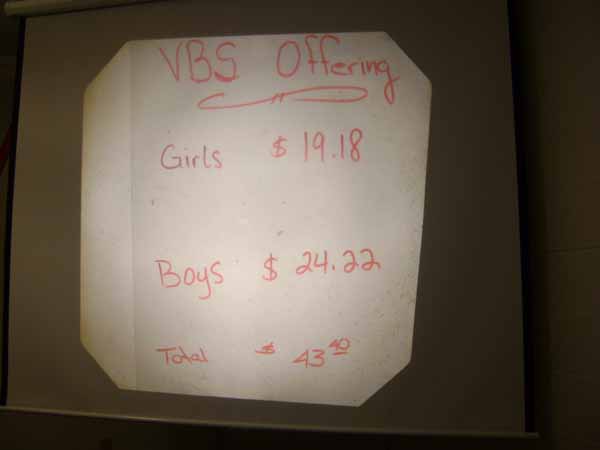 VBS Offering
Girls $ 19.18
Boys $ 24.22
Total $ 43 40